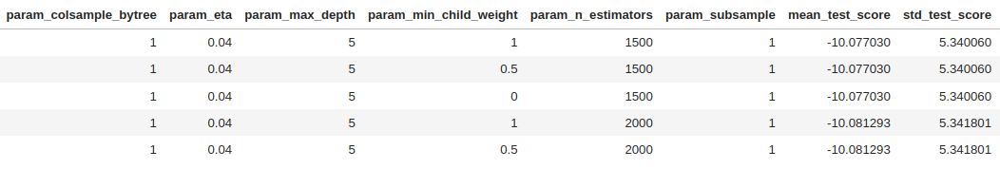 param_colsample_bytree param_eta param_max_depth param_min_child_weight param_n_estimators param_subsample mean_test_score std_test_score
1 0.04 5 1 1500 1 -10.077030 5.340060
1 0.04 5 0.5 1500 1 -10.077030 5.340060
1 0.04 5 0 1500 1 -10.077030 5.340060
1 0.04 5 1 2000 1 -10.081293 5.341801
1 0.04 5 0.5 2000 1 -10.081293 5.341801